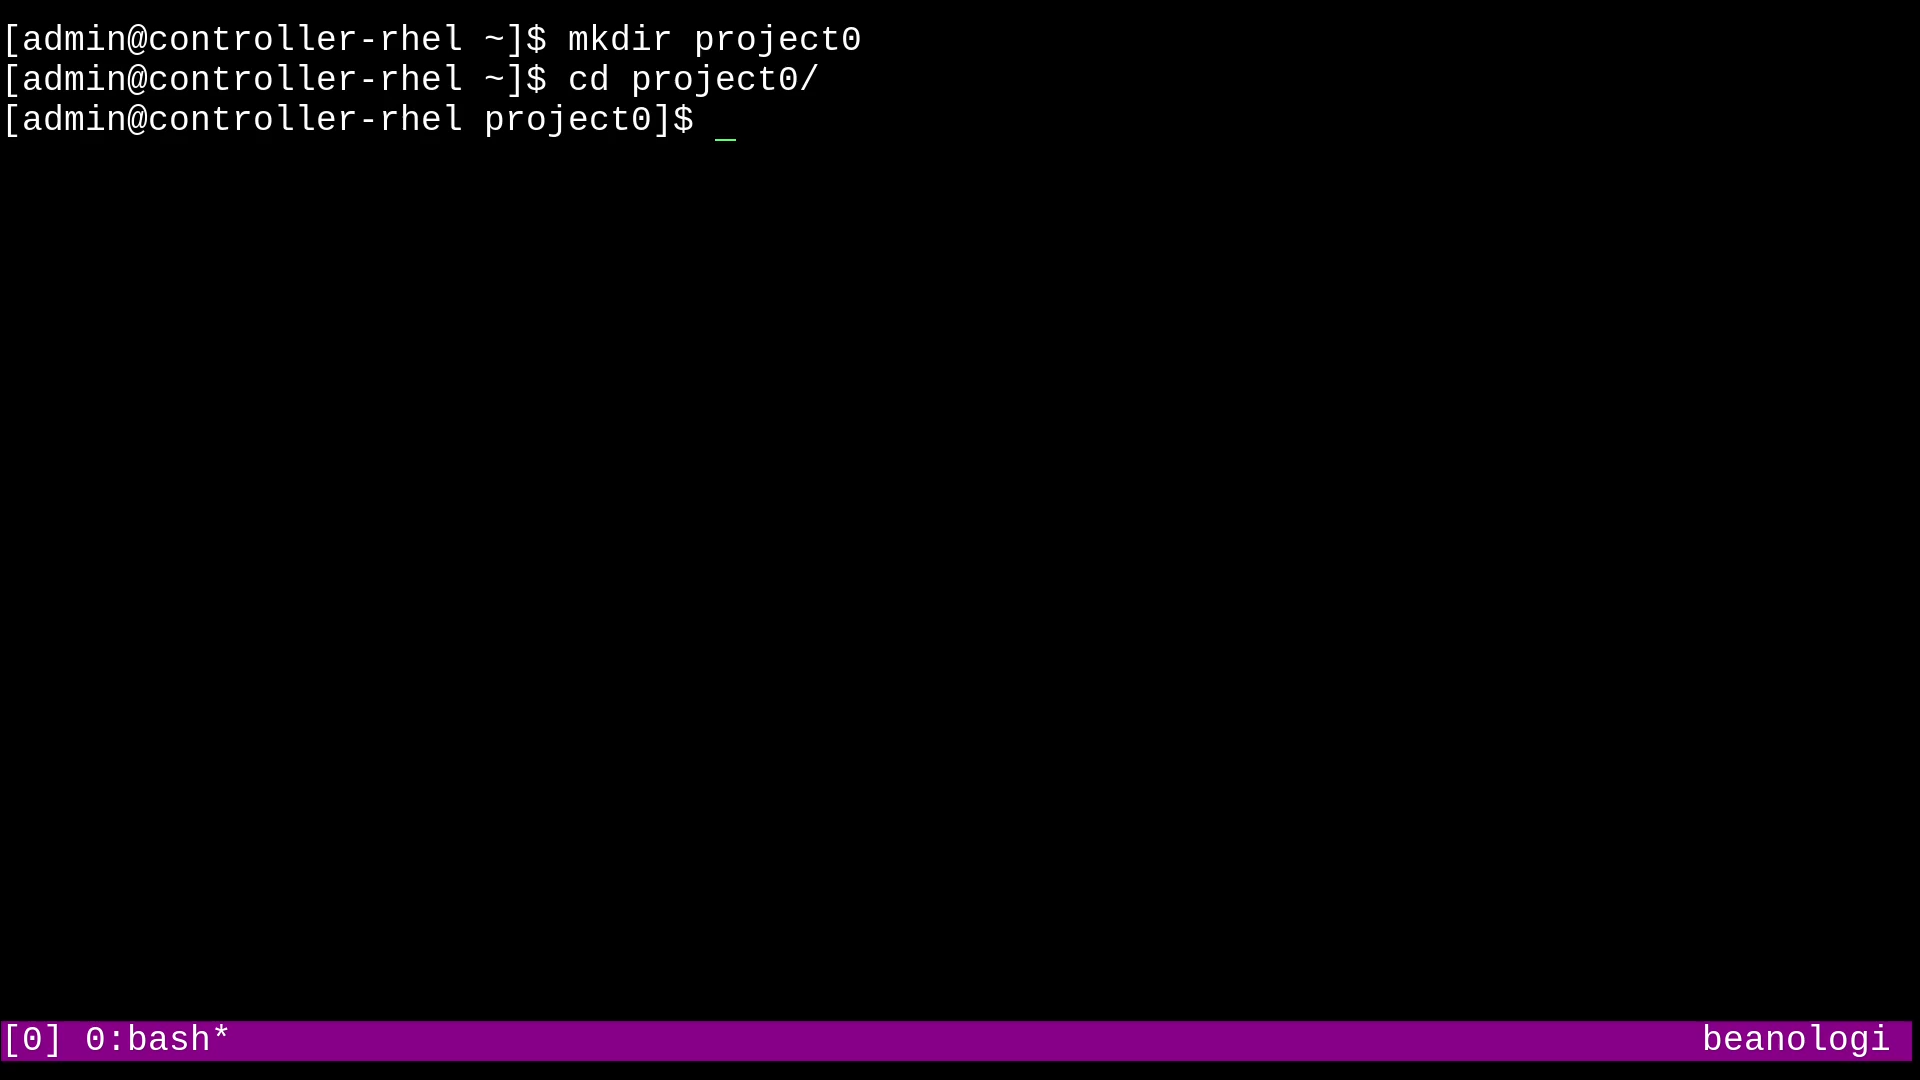 [admin@controller-rhel ~]$ mkdir project0
[admin@controller-rhel ~]$ cd project0/
[admin@controller-rhel project0]$ _
[0] 0:bash* beanologi